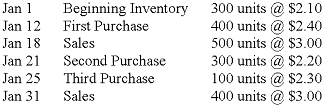 Jan 1 Beginning Inventory 300 units @ $2.10
Jan 12 First Purchase 400 units @ $2.40
Jan 18 Sales 500 units @ $3.00
Jan 21 Second Purchase 300 units @ $2.20
Jan 25 Third Purchase 100 units @ $2.30
Jan 31 Sales 400 units @ $3.00